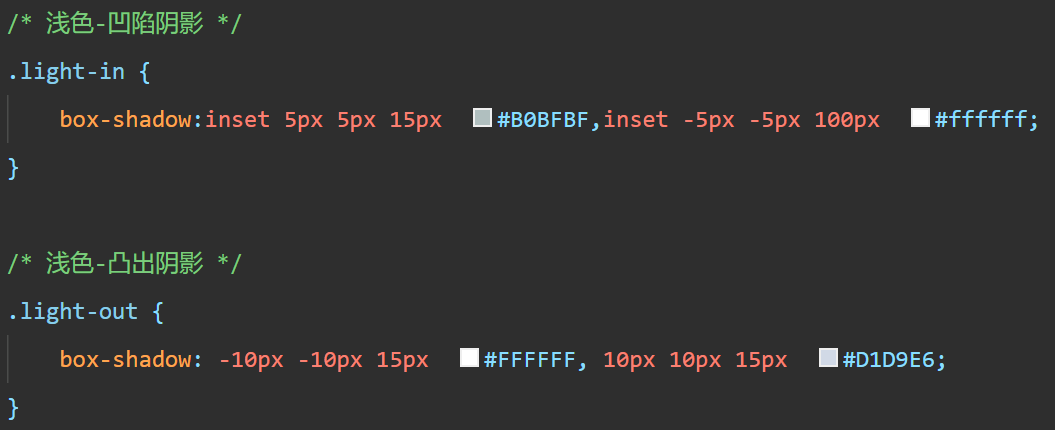 /* 浅色-凹陷阴影 */
.light-in {
box-shadow:inset 5px 5px 15px #B0BFBF,inset -5px -5px 100px #ffffff;
}
/* 浅色-凸出阴影 */
.light-out {
box-shadow: -10px -10px 15px #FFFFFF, 10px 10px 15px #D1D9E6;
}